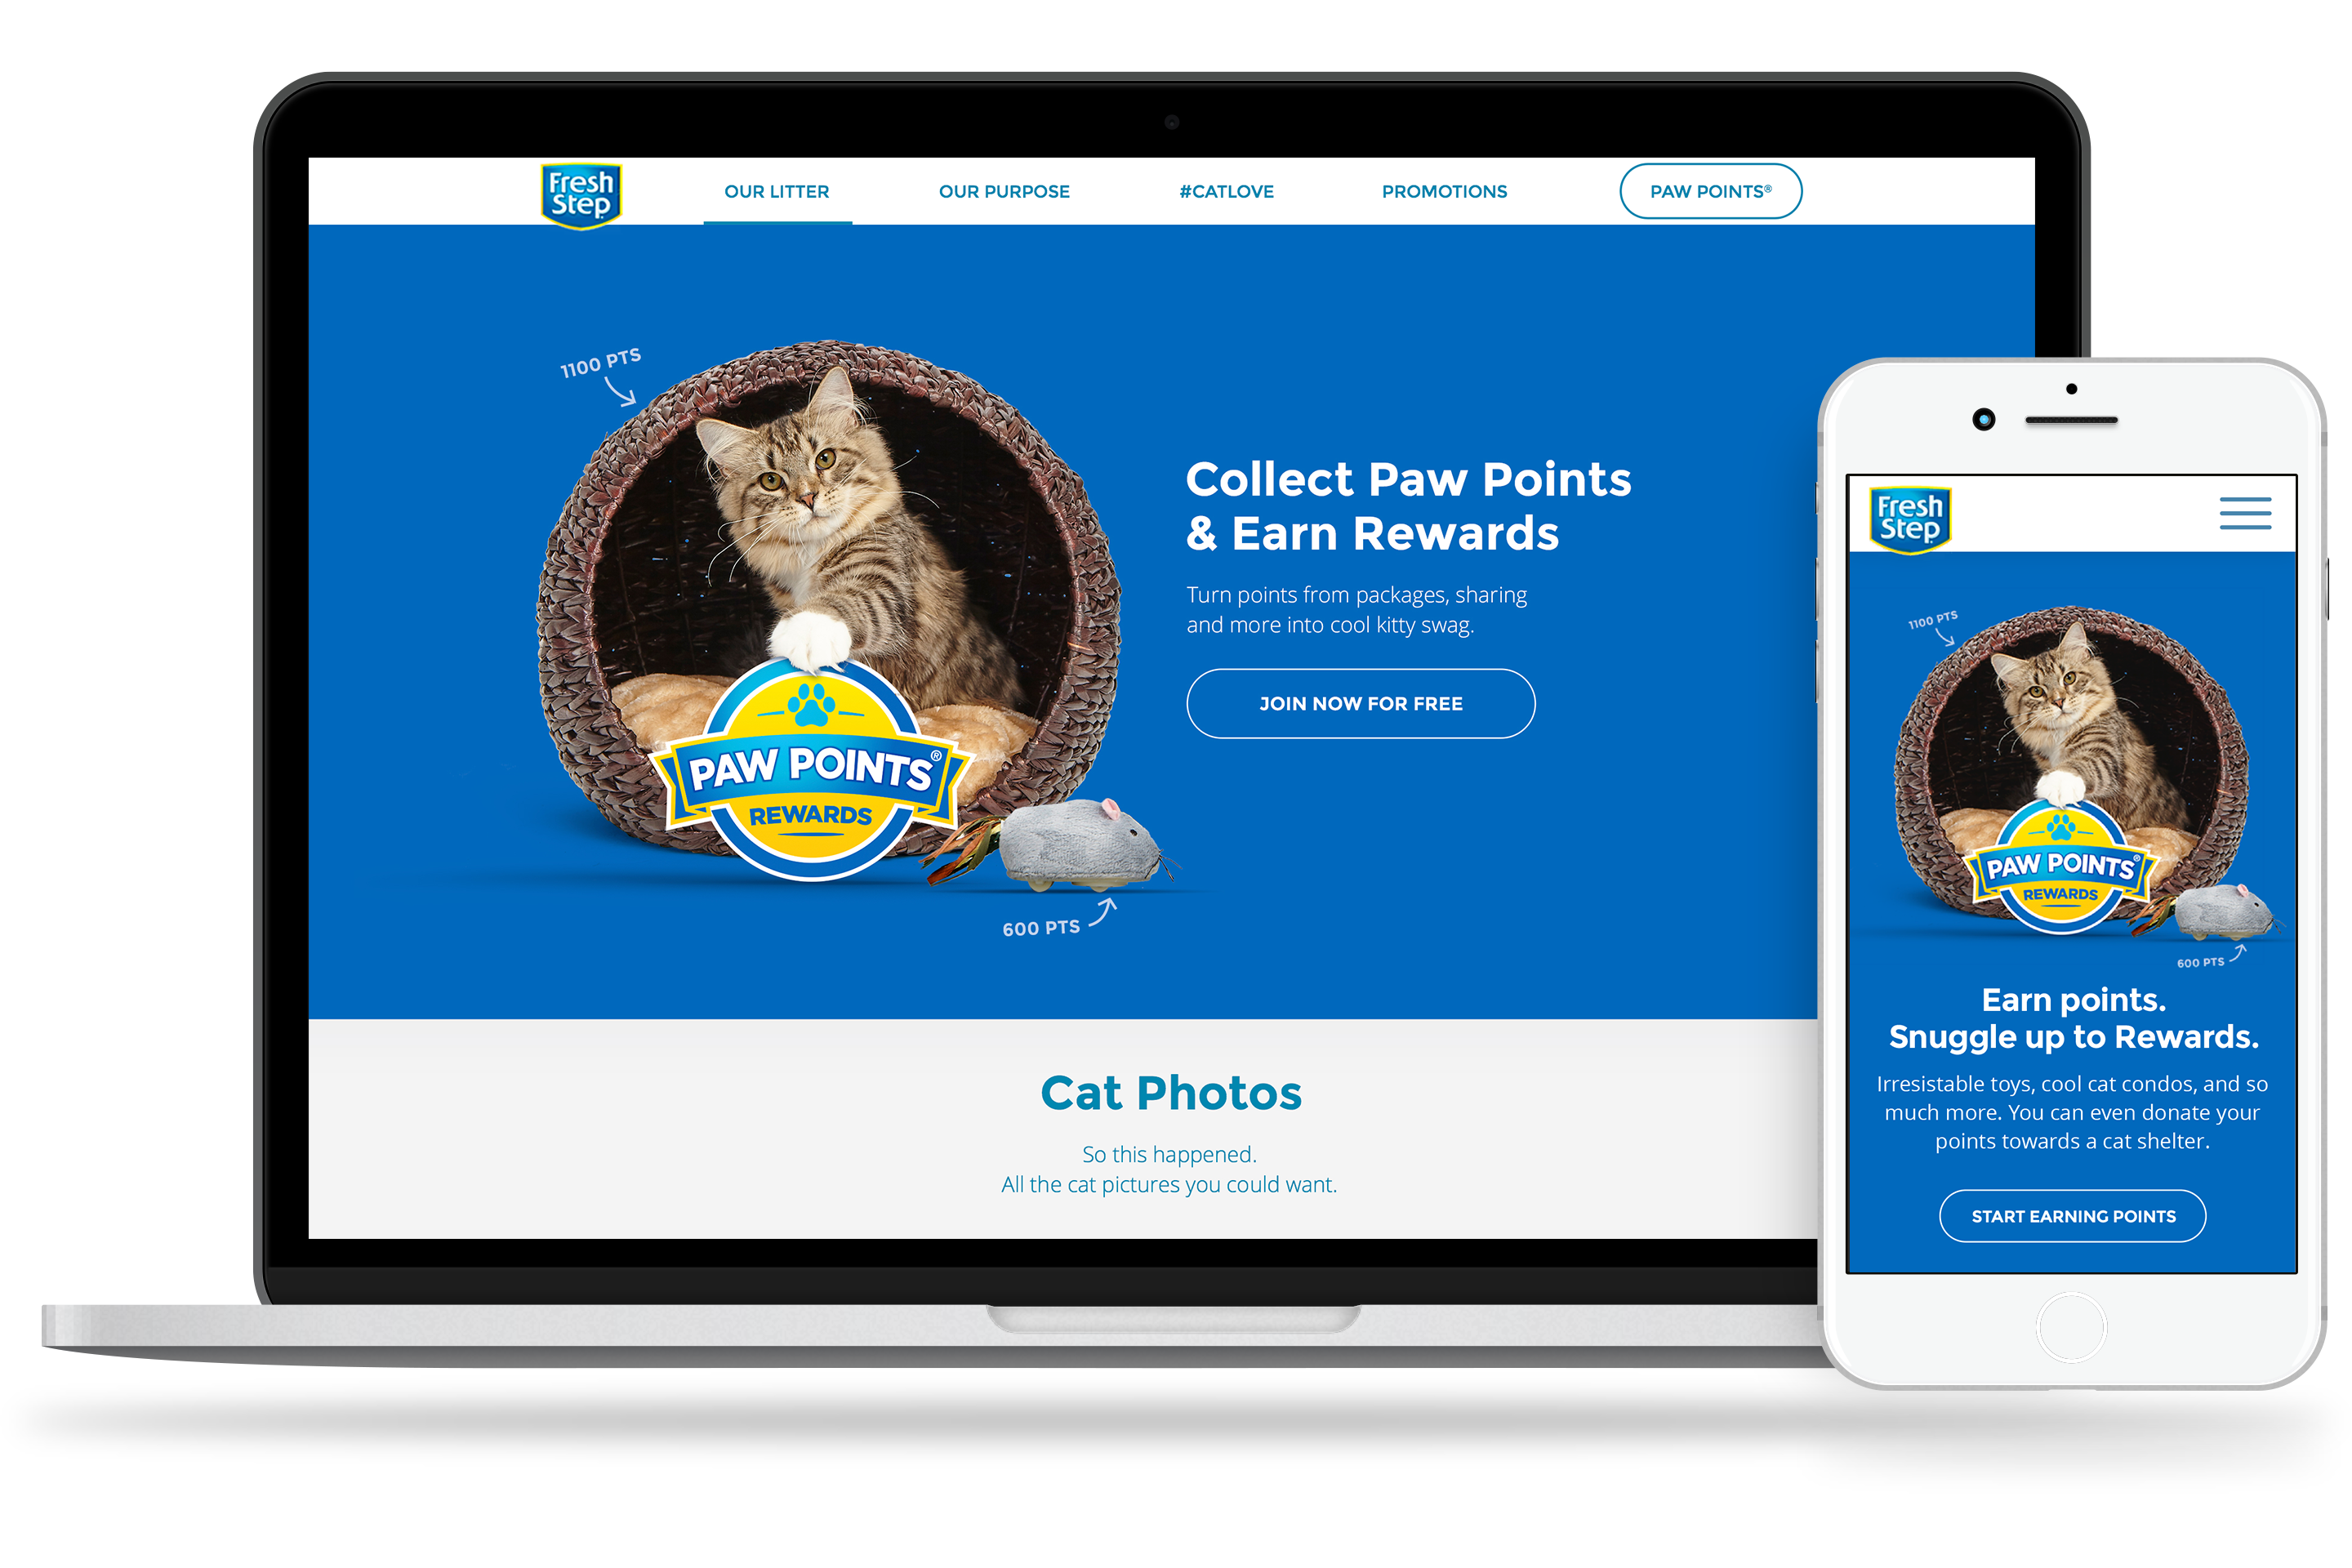 Fresh
Step
OUR LITTER
OUR PURPOSE
#CATLOVE
PROMOTIONS
PAW POINTS®
1100 PTS
Collect Paw Points
& Earn Rewards
Turn points from packages, sharing
and more into cool kitty swag.
JOIN NOW FOR FREE
PAW POINTS®
REWARDS
600 PTS
Cat Photos
So this happened.
All the cat pictures you could want.
Fresh
Step
1100 PTS
PAW POINTS®
REWARDS
600 PTS
Earn points.
Snuggle up to Rewards.
Irresistable toys, cool cat condos, and so
much more. You can even donate your
points towards a cat shelter.
START EARNING POINTS